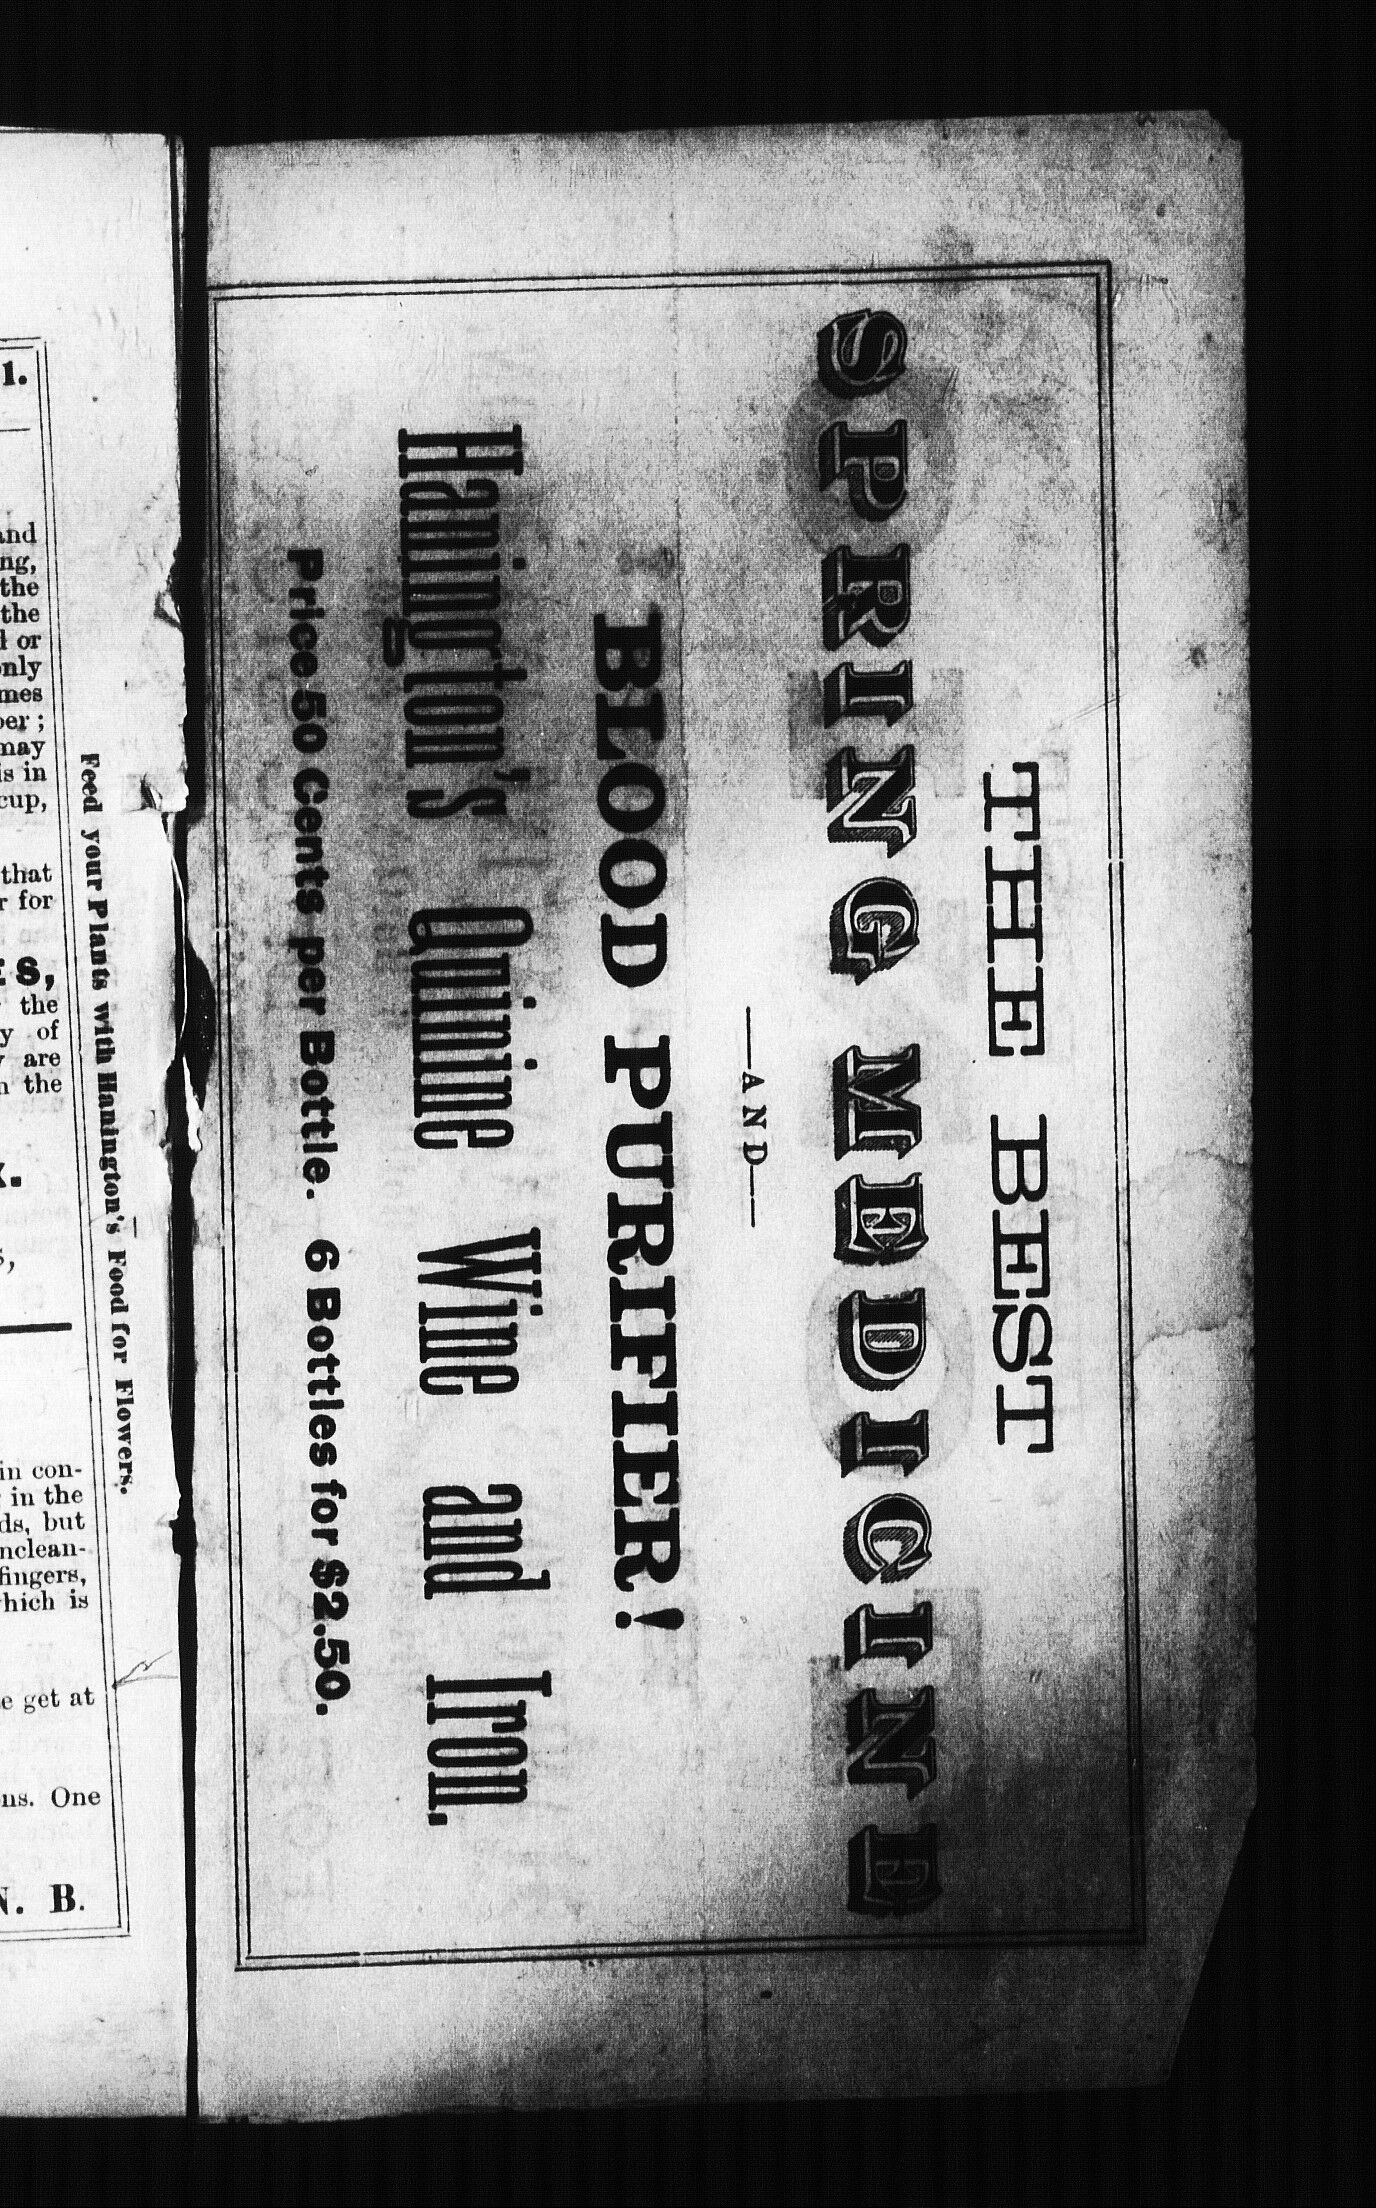 1.
and
ng,
the
the
d or
only
mes
per ;
may
is in
cup,
that
r for
ES,
the
y of
y are
n the
K.
s,
in con-
in the
ds, but
nclean-
fingers,
which is
e get at
ns. One
N. B.
Feed your Plants with Hanington's Food for Flowers.
THE BEST
SPRING MEDICINE
—AND—
BLOOD PURIFIER!
Hanington's Quinine Wine and Iron.
Price 50 Cents per Bottle. 6 Bottles for $2.50.